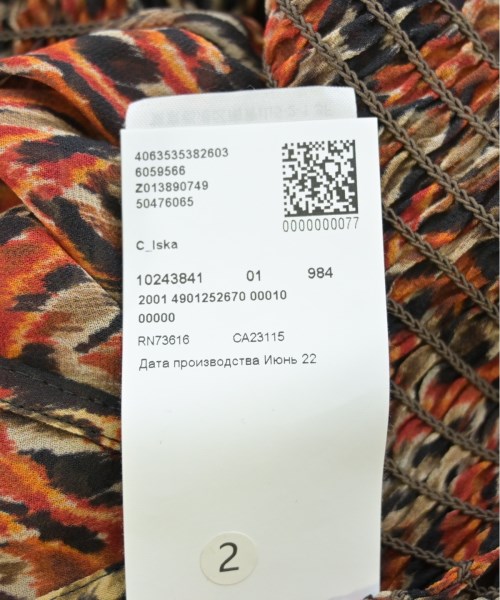 4063535382603
6059566
Z013890749
50476065
0000000077
C_Iska
10243841 01 984
2001 4901252670 00010
00000
RN73616 CA23115
Дата производства Июнь 22
2